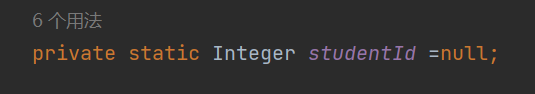 6 个用法
private static Integer studentId =null;